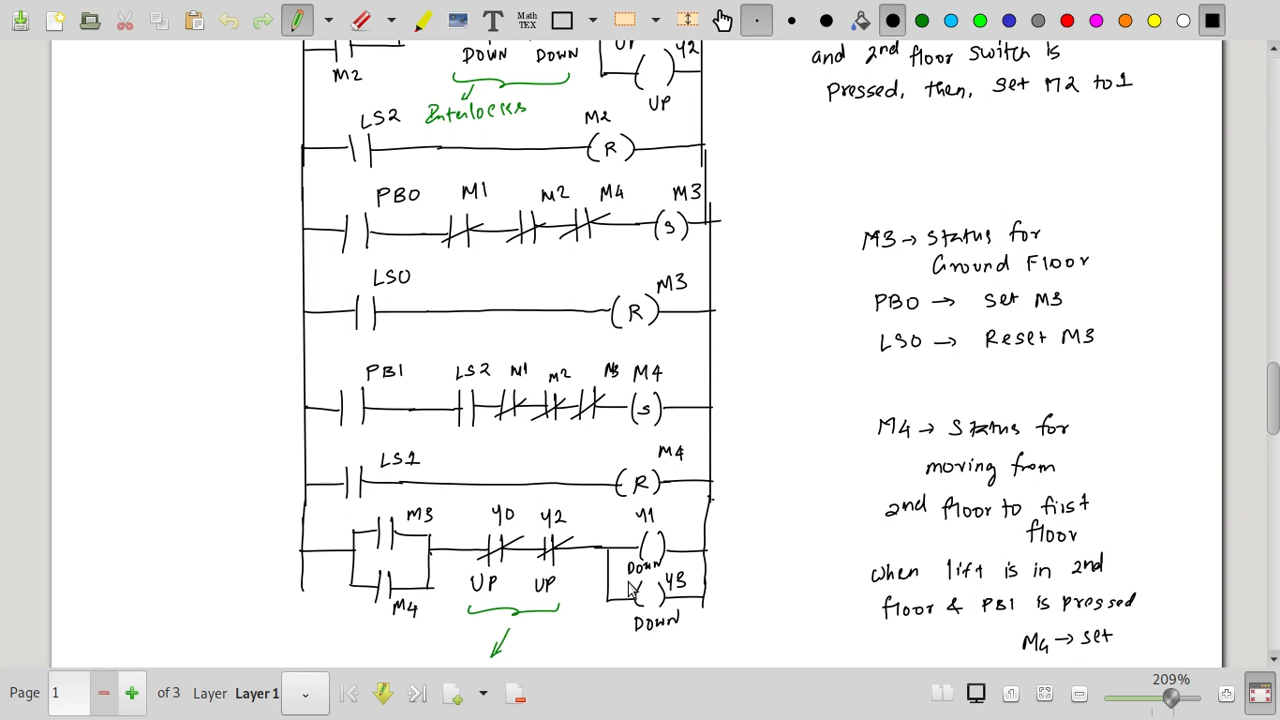 Math
TEX
UP
Y2
M2
DOWN DOWN
UP
Interlocks
LS2
M2
(R)
PB0 M1 M2 M4 M3
(S)
LS0
M3
(R)
PB1 LS2 M1 M2 M3 M4
(S)
LS1
M4
(R)
M3
M4
Y0 Y2
UP UP
Y1
DOWN
Y3
DOWN
and 2nd floor switch is
Pressed, then, set M2 to 1
M3 → Status for
Ground Floor
PB0 → Set M3
LS0 → Reset M3
M4 → Status for
moving from
2nd floor to first
floor
When lift is in 2nd
floor & PB1 is pressed
M4 → set
Page 1 of 3 Layer Layer 1
209%